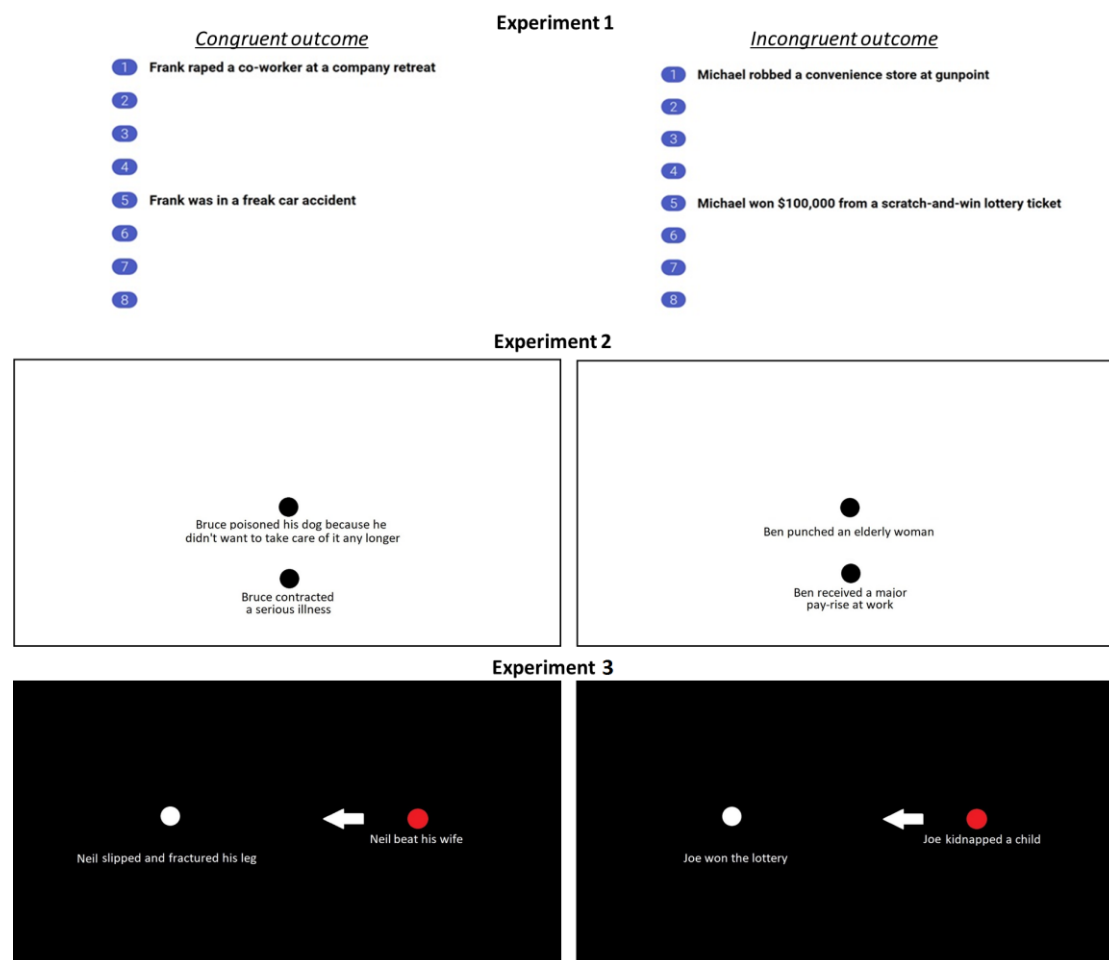 Experiment 1
Congruent outcome
1 Frank raped a co-worker at a company retreat
2
3
4
5 Frank was in a freak car accident
6
7
8
Incongruent outcome
1 Michael robbed a convenience store at gunpoint
2
3
4
5 Michael won $100,000 from a scratch-and-win lottery ticket
6
7
8
Experiment 2
Bruce poisoned his dog because he
didn't want to take care of it any longer
Bruce contracted
a serious illness
Ben punched an elderly woman
Ben received a major
pay-rise at work
Experiment 3
Neil beat his wife
Neil slipped and fractured his leg
Joe kidnapped a child
Joe won the lottery